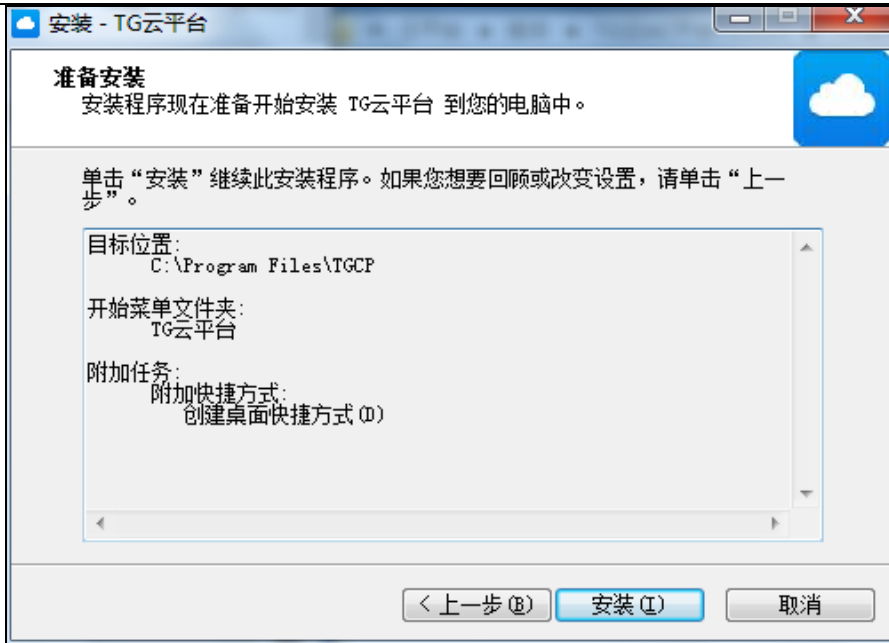 安装 - TG云平台
准备安装
安装程序现在准备开始安装 TG云平台 到您的电脑中。
单击“安装”继续此安装程序。如果您想要回顾或改变设置，请单击“上一
步”。
目标位置:
C:\Program Files\TGCP
开始菜单文件夹:
TG云平台
附加任务:
附加快捷方式:
创建桌面快捷方式(D)
< 上一步(B)
安装(I)
取消